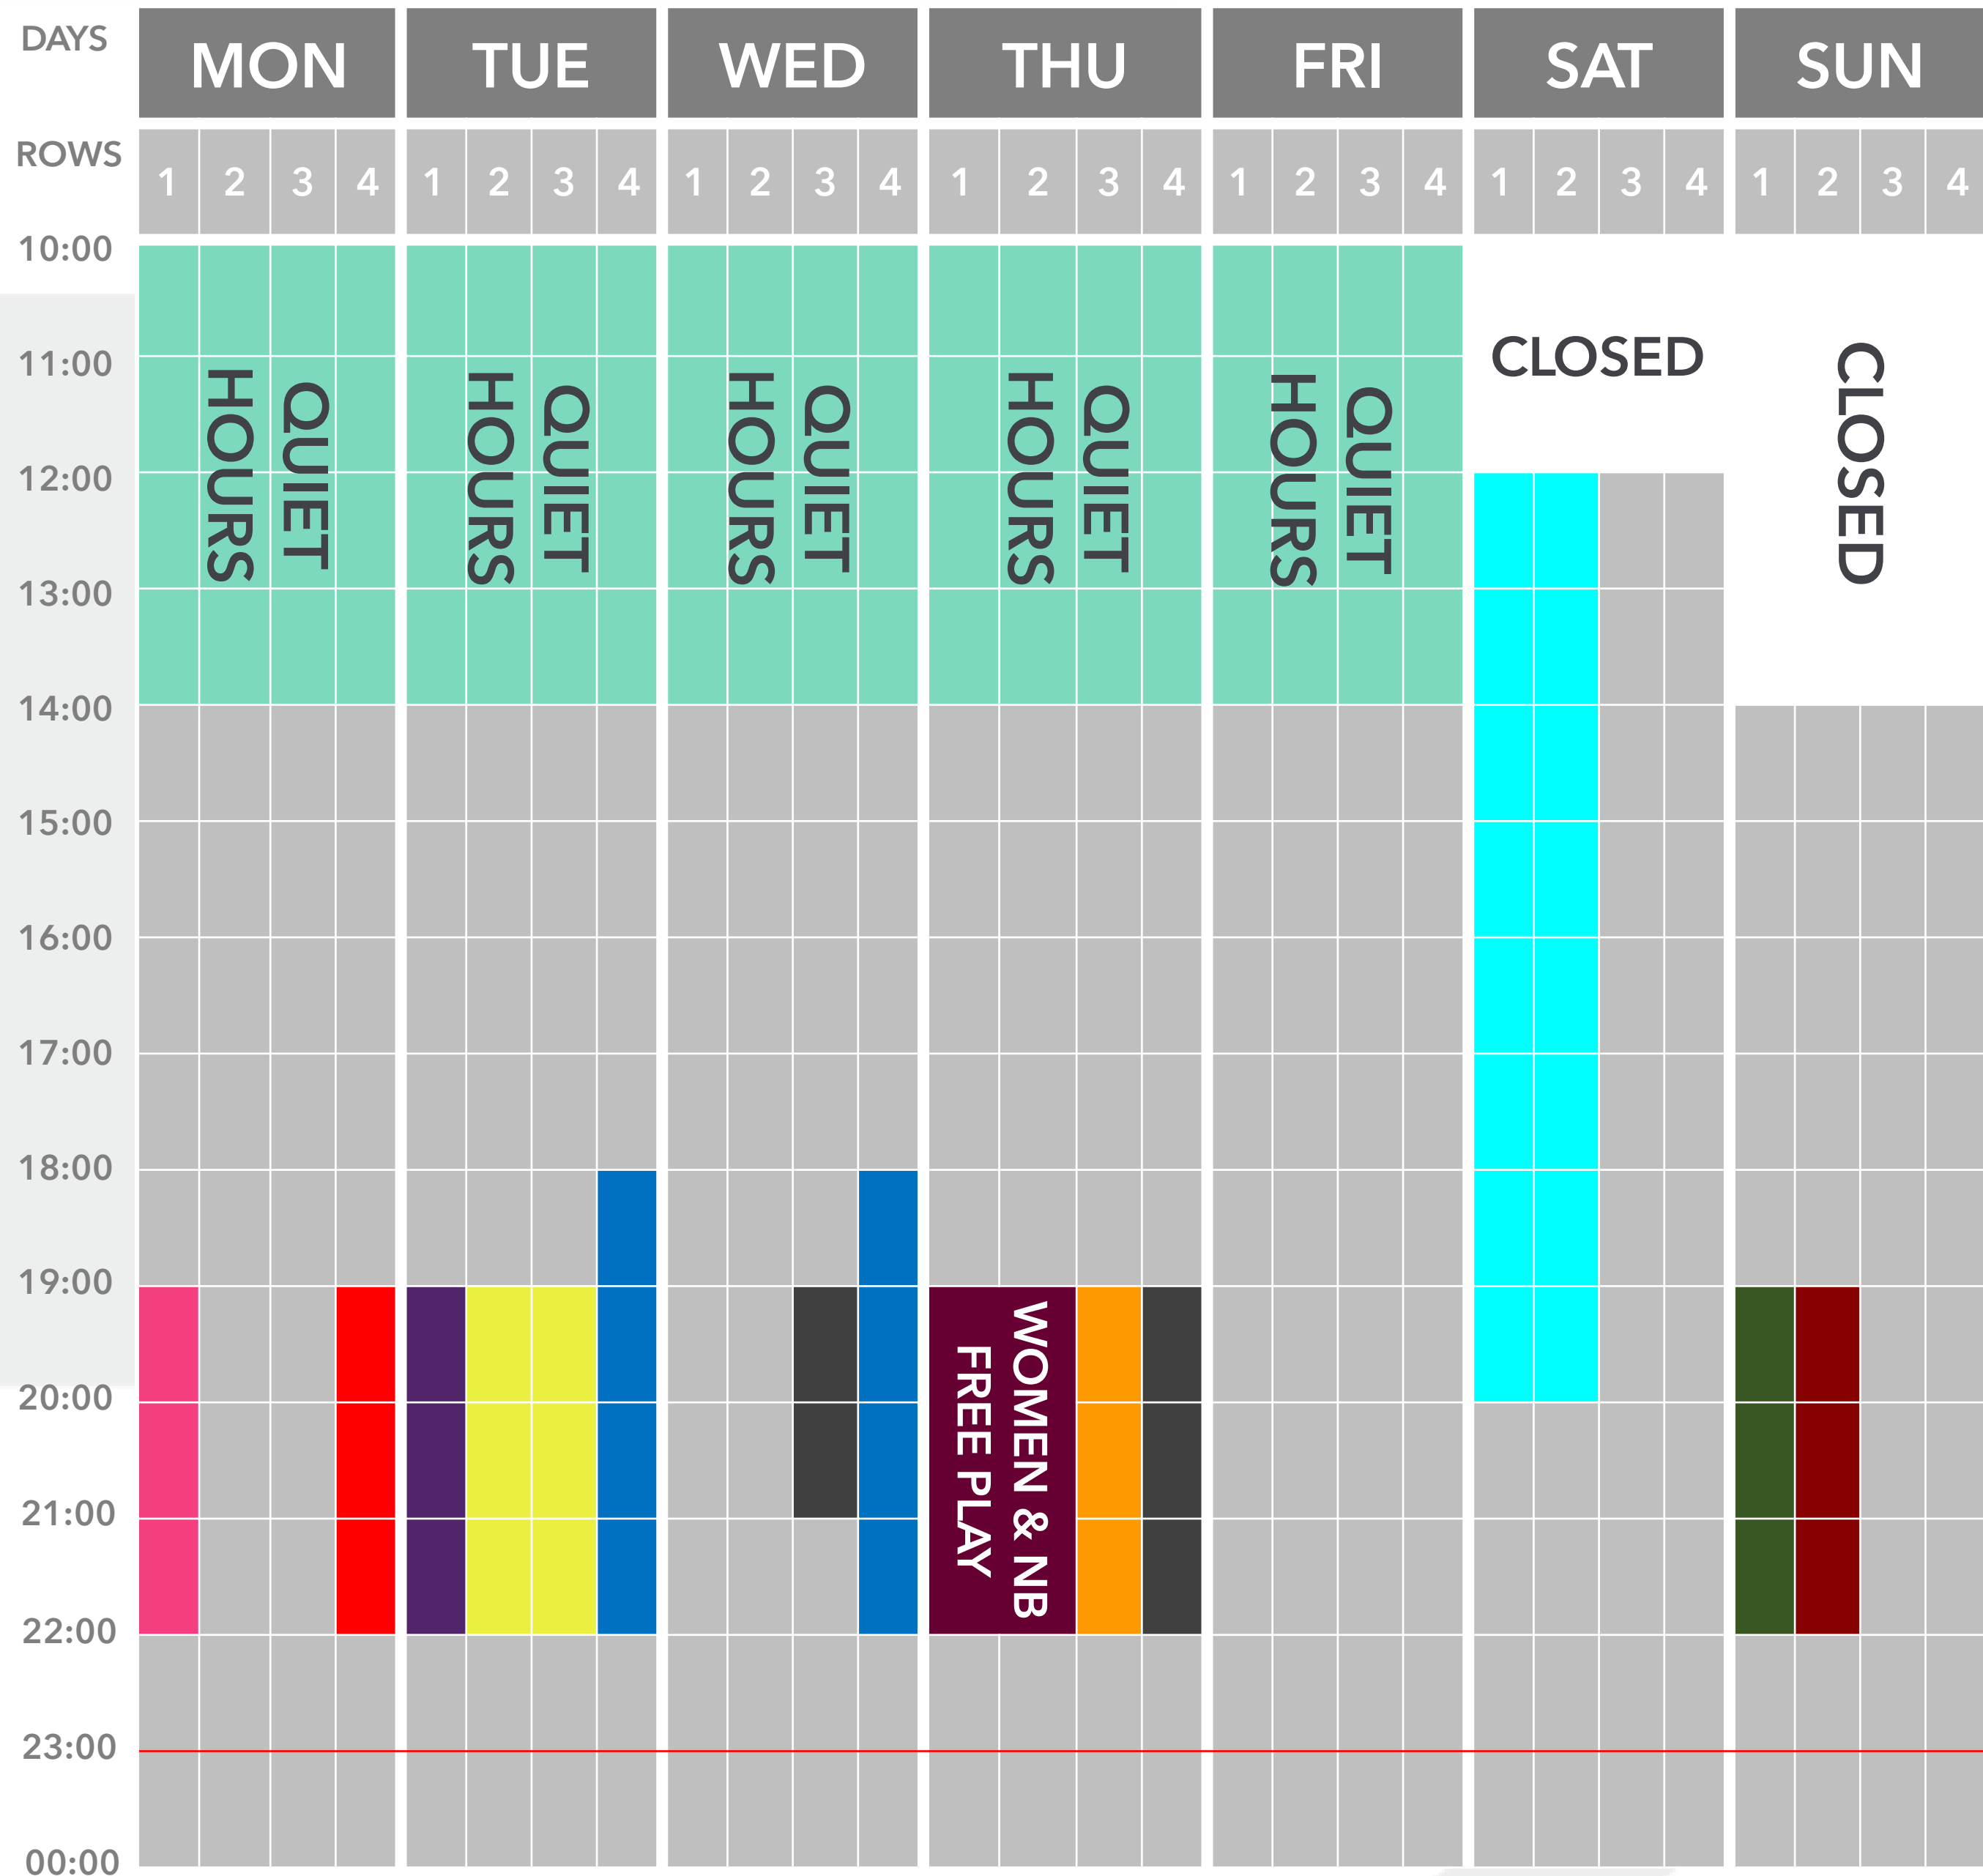 DAYS MON TUE WED THU FRI SAT SUN
ROWS 1 2 3 4 1 2 3 4 1 2 3 4 1 2 3 4 1 2 3 4 1 2 3 4 1 2 3 4
10:00
11:00
12:00
13:00
14:00
15:00
16:00
17:00
18:00
19:00
20:00
21:00
22:00
23:00
00:00
QUIET
HOURS
QUIET
HOURS
QUIET
HOURS
QUIET
HOURS
QUIET
HOURS
CLOSED
CLOSED
WOMEN & NB
FREE PLAY